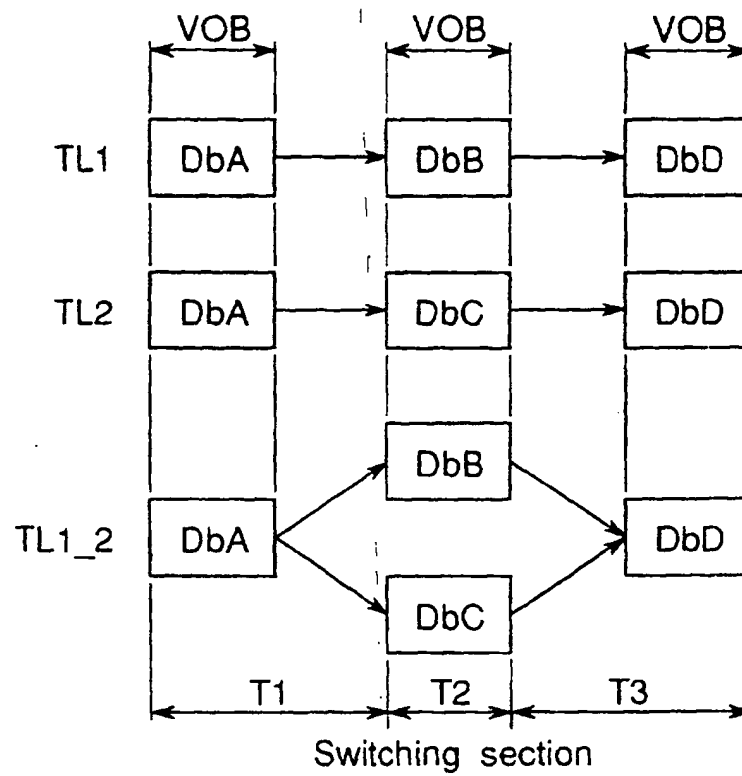 VOB VOB VOB
TL1 DbA DbB DbD
TL2 DbA DbC DbD
DbB
TL1_2 DbA DbD
DbC
T1 T2 T3
Switching section